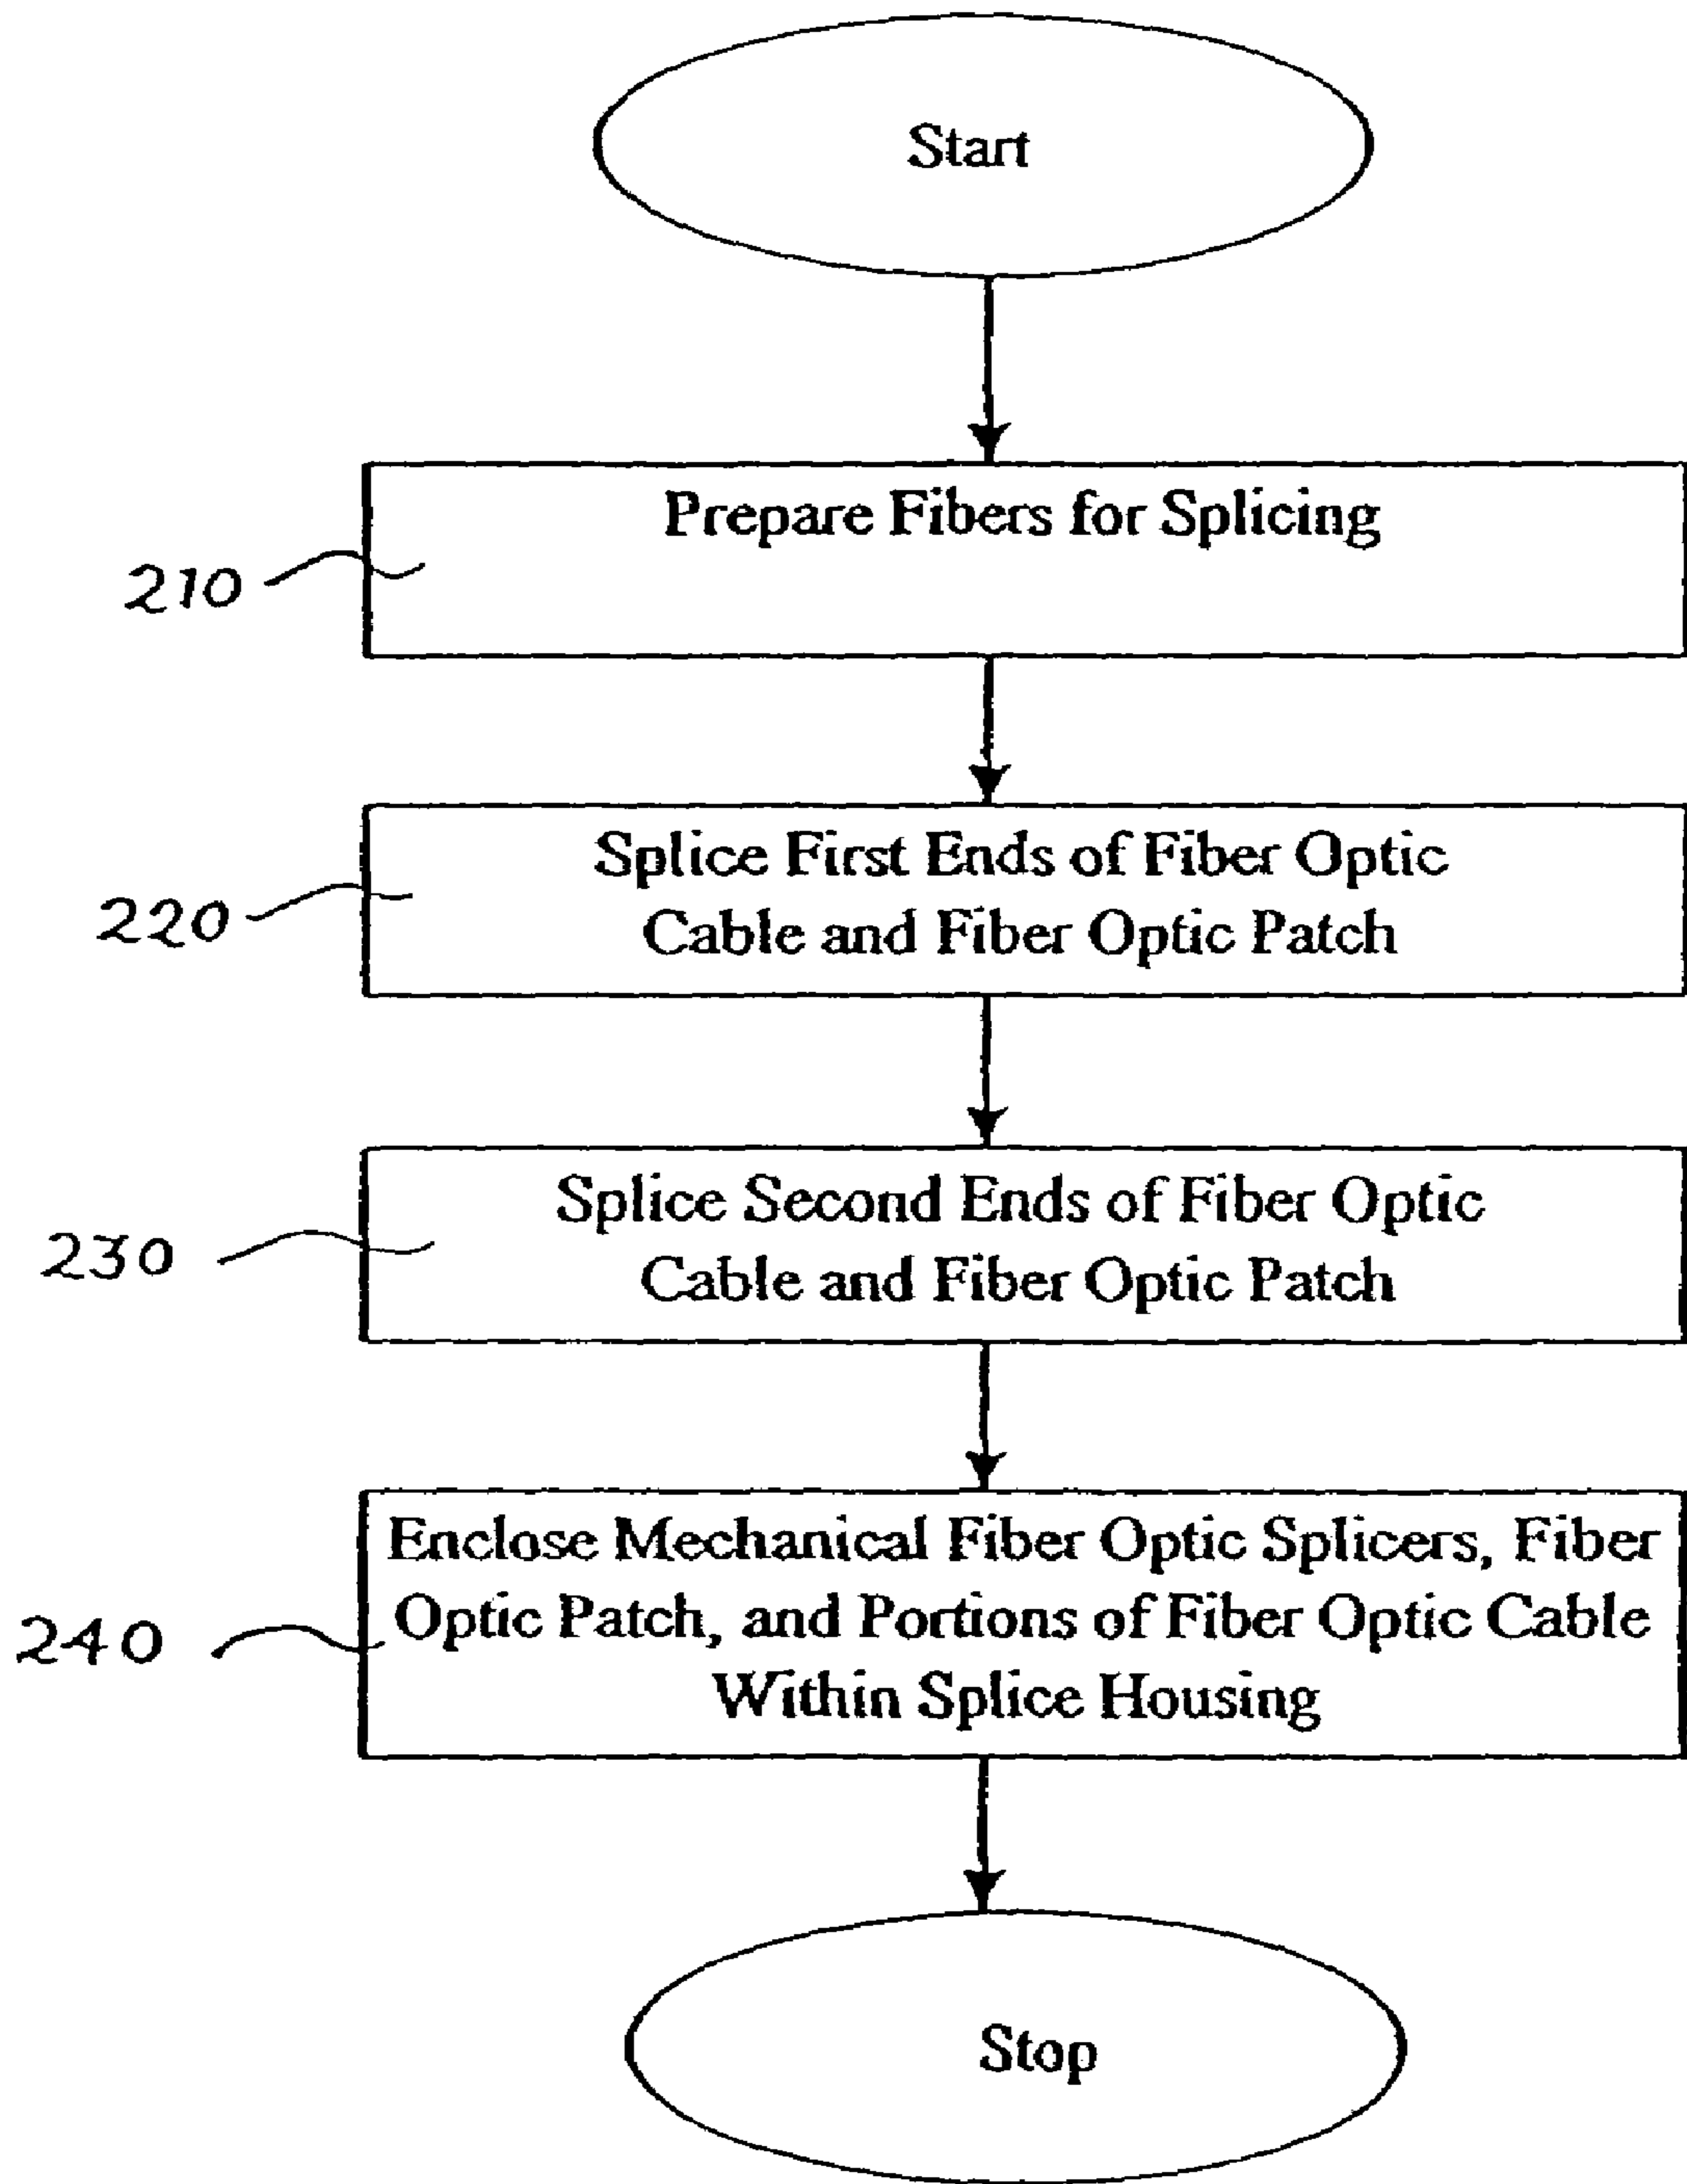 Start
Prepare Fibers for Splicing
210
Splice First Ends of Fiber Optic
Cable and Fiber Optic Patch
220
Splice Second Ends of Fiber Optic
Cable and Fiber Optic Patch
230
Enclose Mechanical Fiber Optic Splicers, Fiber
Optic Patch, and Portions of Fiber Optic Cable
Within Splice Housing
240
Stop